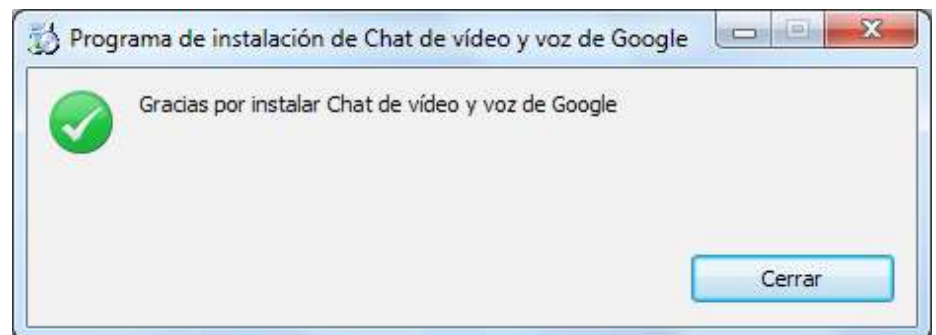 Programa de instalación de Chat de vídeo y voz de Google
Gracias por instalar Chat de vídeo y voz de Google
Cerrar